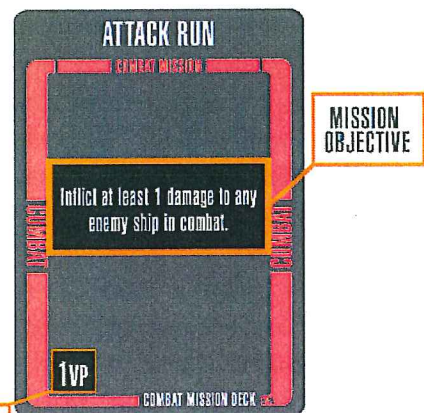 ATTACK RUN
COMBAT MISSION
MISSION
OBJECTIVE
Inflict at least 1 damage to any
enemy ship in combat.
COMBAT
COMBAT
1VP
COMBAT MISSION DECK